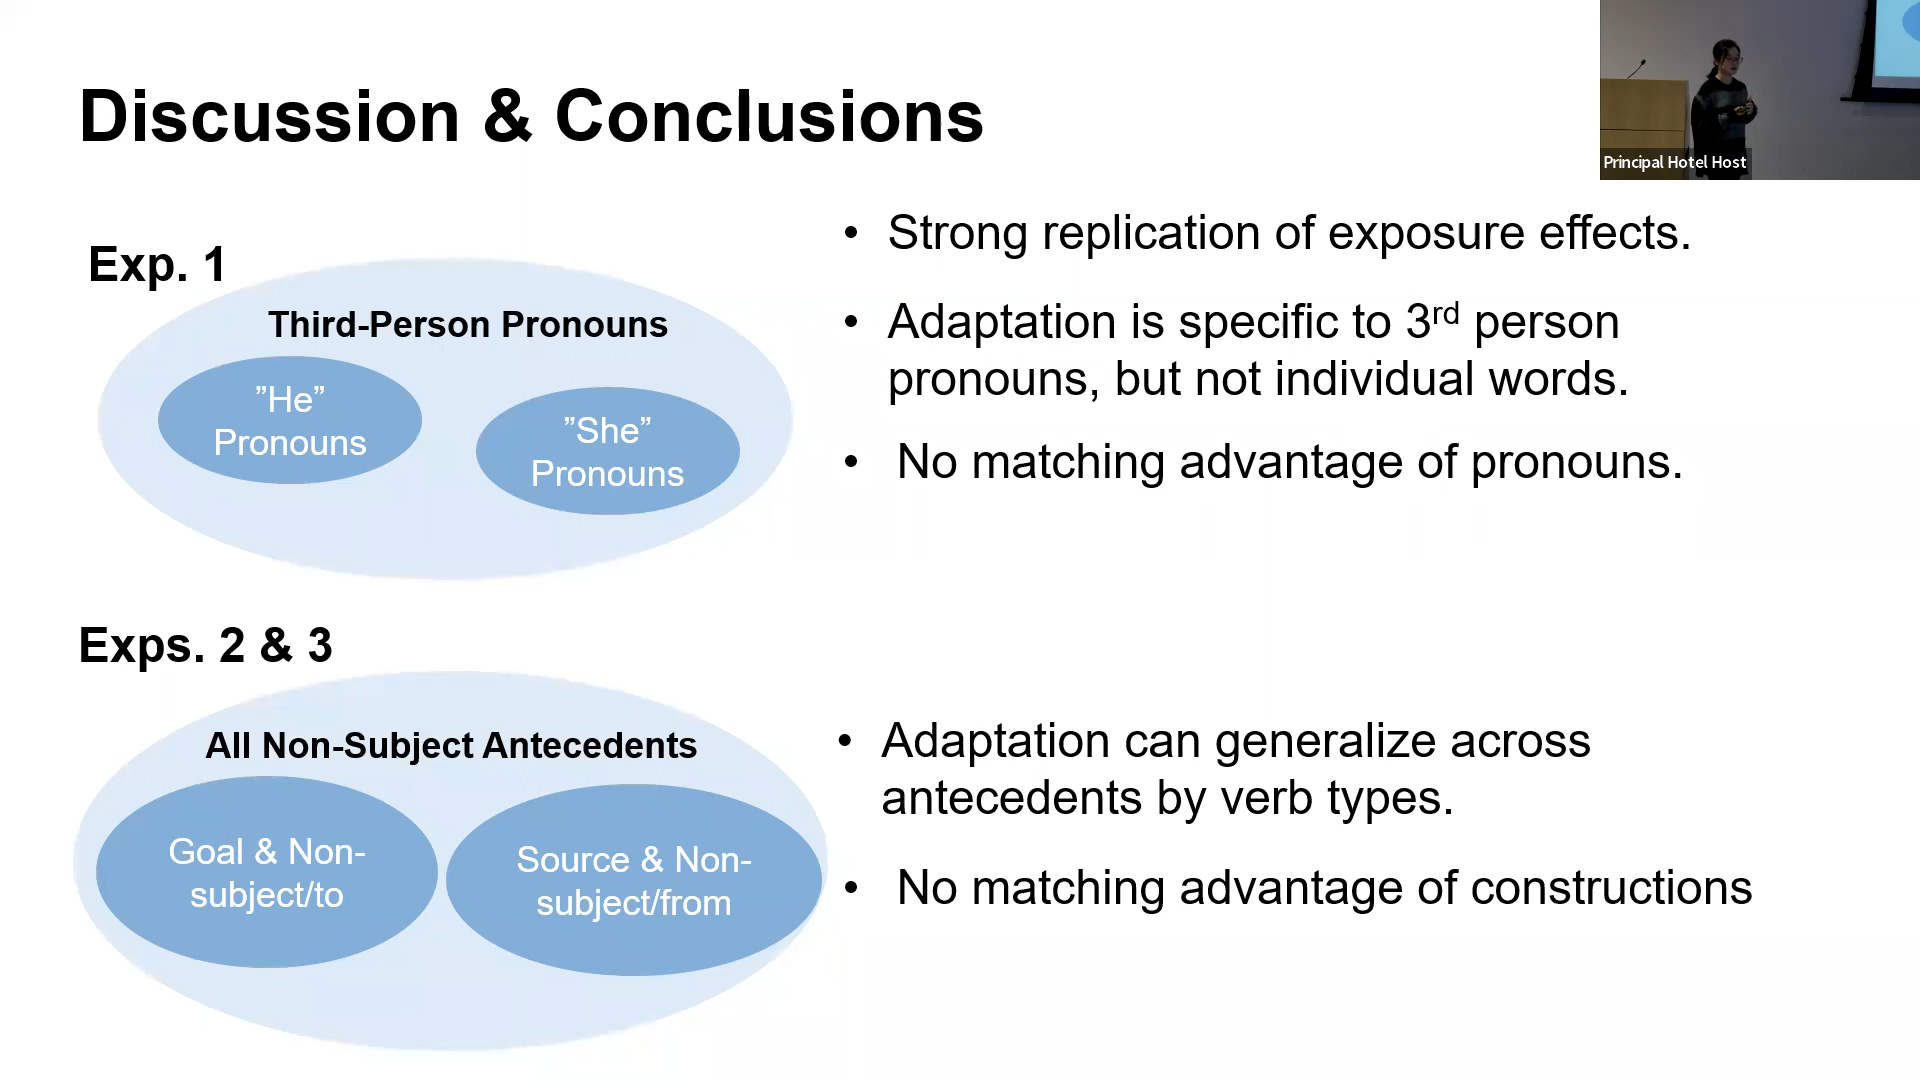 Discussion & Conclusions
Principal Hotel Host
Exp. 1
Third-Person Pronouns
”He”
Pronouns
”She”
Pronouns
• Strong replication of exposure effects.
• Adaptation is specific to 3rd person
pronouns, but not individual words.
• No matching advantage of pronouns.
Exps. 2 & 3
All Non-Subject Antecedents
Goal & Non-
subject/to
Source & Non-
subject/from
• Adaptation can generalize across
antecedents by verb types.
• No matching advantage of constructions